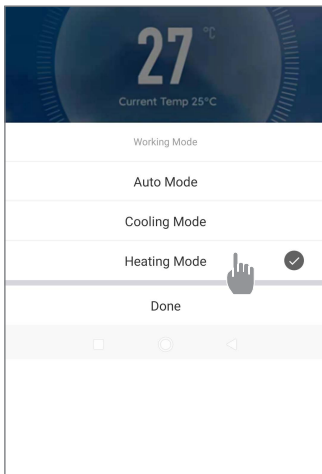 27 °C
Current Temp 25°C
Working Mode
Auto Mode
Cooling Mode
Heating Mode
Done